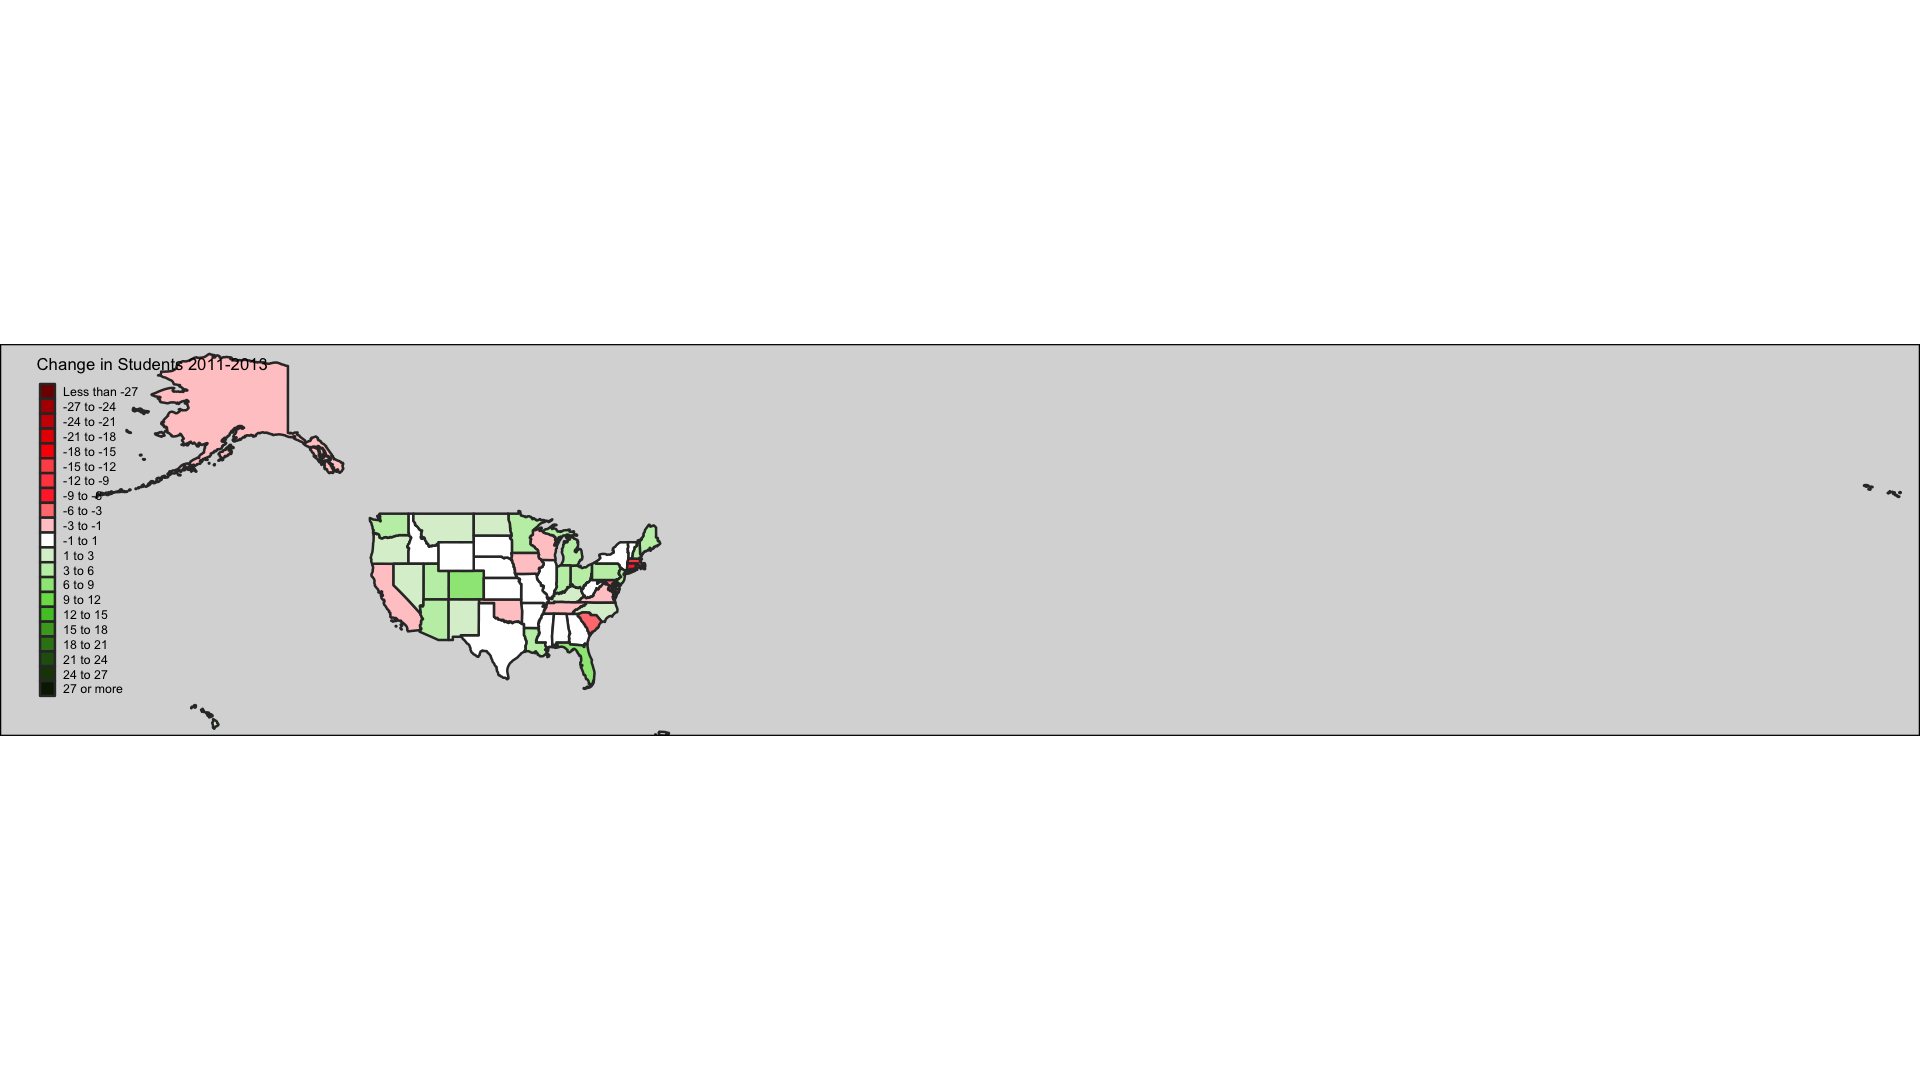 Change in Students 2011-2013
Less than -27
-27 to -24
-24 to -21
-21 to -18
-18 to -15
-15 to -12
-12 to -9
-9 to -6
-6 to -3
-3 to -1
-1 to 1
1 to 3
3 to 6
6 to 9
9 to 12
12 to 15
15 to 18
18 to 21
21 to 24
24 to 27
27 or more